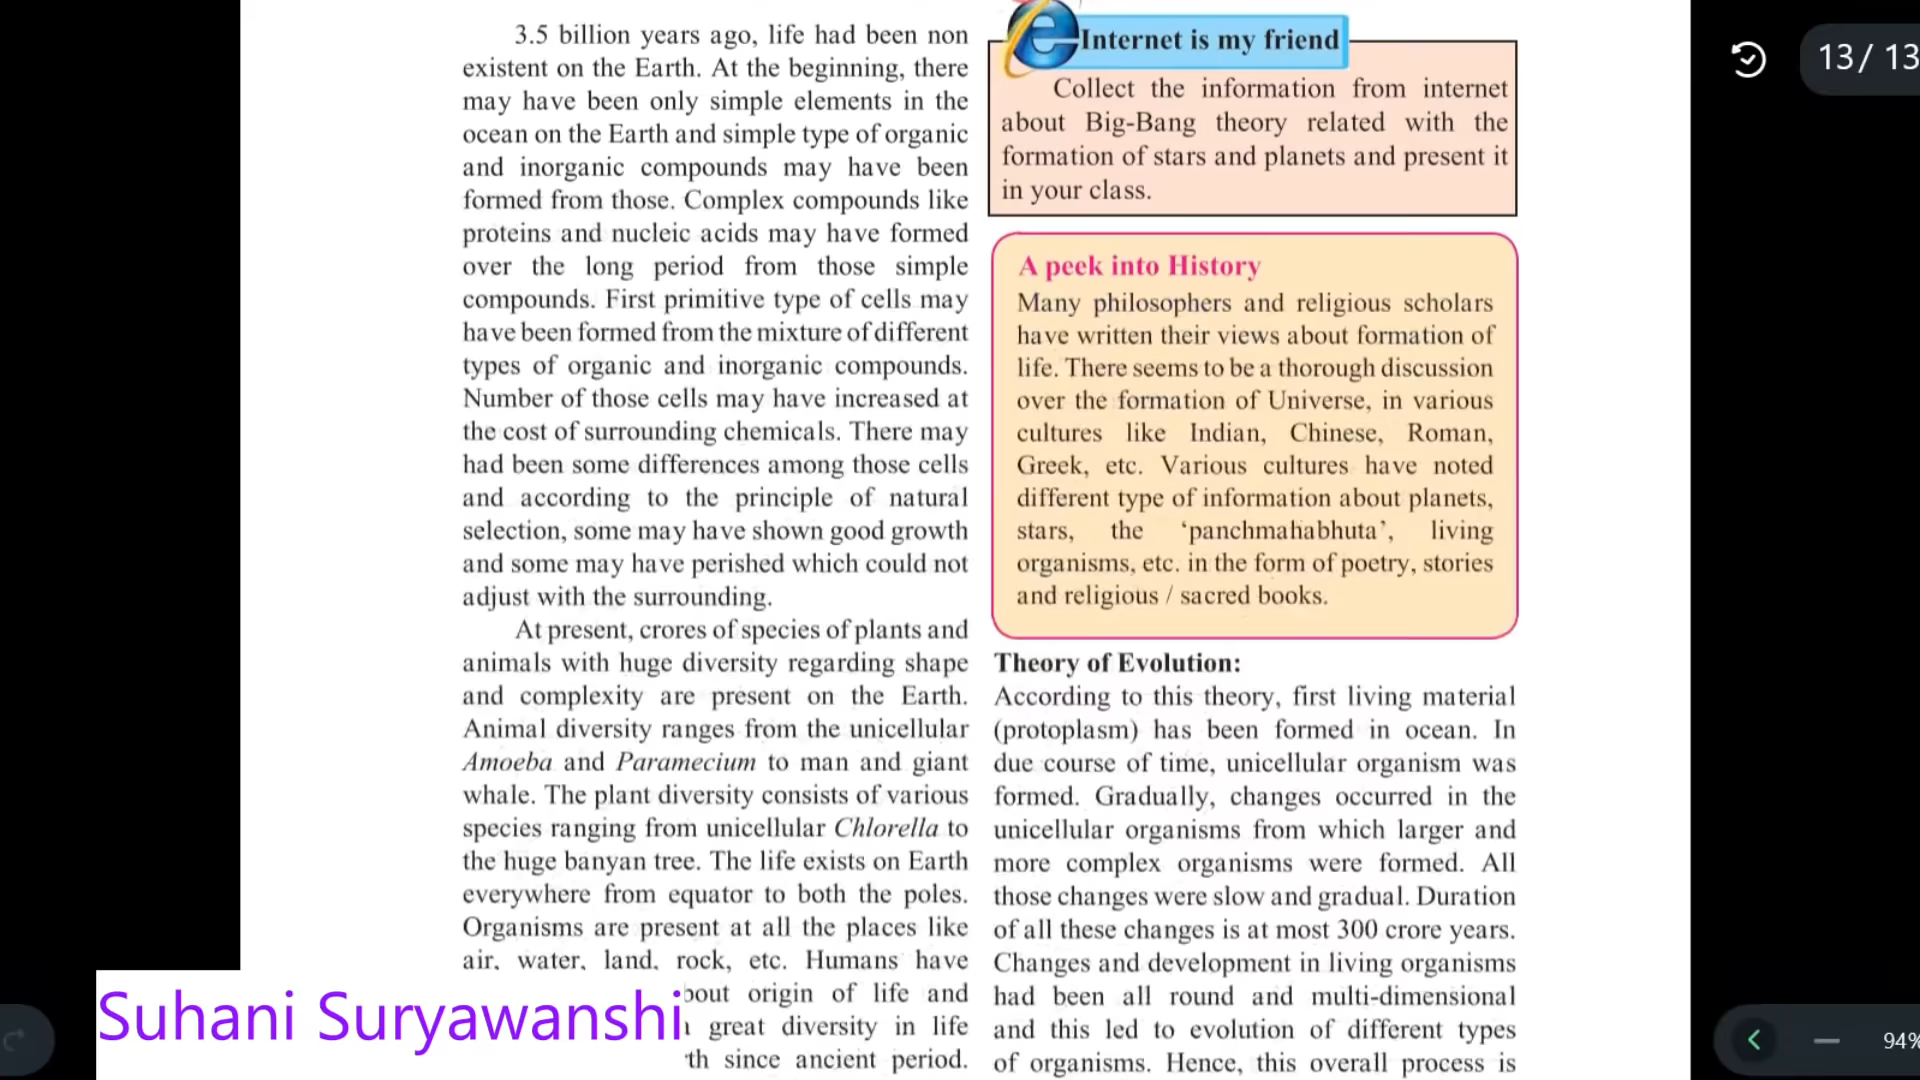 3.5 billion years ago, life had been non
existent on the Earth. At the beginning, there
may have been only simple elements in the
ocean on the Earth and simple type of organic
and inorganic compounds may have been
formed from those. Complex compounds like
proteins and nucleic acids may have formed
over the long period from those simple
compounds. First primitive type of cells may
have been formed from the mixture of different
types of organic and inorganic compounds.
Number of those cells may have increased at
the cost of surrounding chemicals. There may
had been some differences among those cells
and according to the principle of natural
selection, some may have shown good growth
and some may have perished which could not
adjust with the surrounding.
At present, crores of species of plants and
animals with huge diversity regarding shape
and complexity are present on the Earth.
Animal diversity ranges from the unicellular
Amoeba and Paramecium to man and giant
whale. The plant diversity consists of various
species ranging from unicellular Chlorella to
the huge banyan tree. The life exists on Earth
everywhere from equator to both the poles.
Organisms are present at all the places like
air, water, land, rock, etc. Humans have
origin of life and
great diversity in life
since ancient period.
Internet is my friend
Collect the information from internet
about Big-Bang theory related with the
formation of stars and planets and present it
in your class.
A peek into History
Many philosophers and religious scholars
have written their views about formation of
life. There seems to be a thorough discussion
over the formation of Universe, in various
cultures like Indian, Chinese, Roman,
Greek, etc. Various cultures have noted
different type of information about planets,
stars, the ‘panchmahabhuta’, living
organisms, etc. in the form of poetry, stories
and religious / sacred books.
Theory of Evolution:
According to this theory, first living material
(protoplasm) has been formed in ocean. In
due course of time, unicellular organism was
formed. Gradually, changes occurred in the
unicellular organisms from which larger and
more complex organisms were formed. All
those changes were slow and gradual. Duration
of all these changes is at most 300 crore years.
Changes and development in living organisms
had been all round and multi-dimensional
and this led to evolution of different types
of organisms. Hence, this overall process is
Suhani Suryawanshi
13/ 13
94%